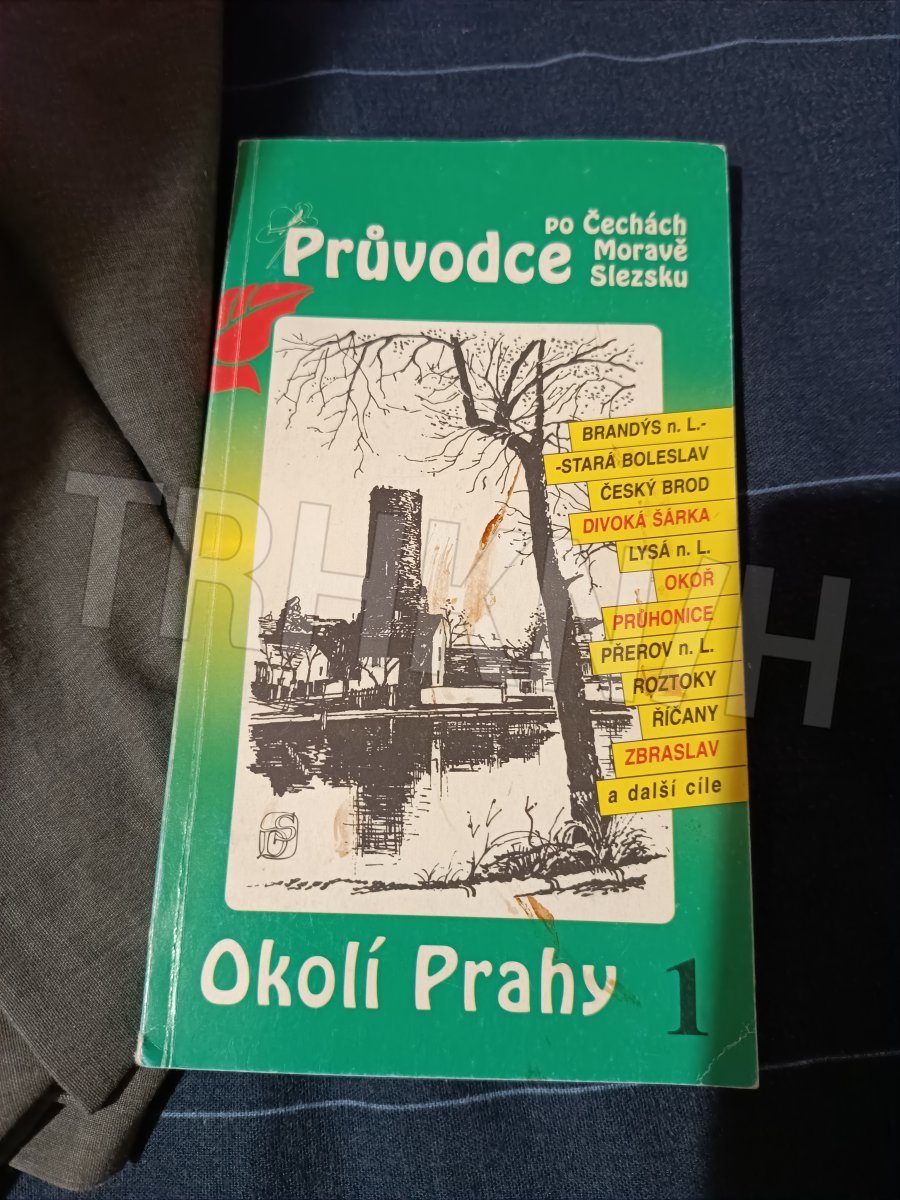 Průvodce
po Čechách
Moravě
Slezsku
BRANDÝS n. L.-
-STARÁ BOLESLAV
ČESKÝ BROD
DIVOKÁ ŠÁRKA
LYSÁ n. L.
OKOŘ
PRŮHONICE
PŘEROV n. L.
ROZTOKY
ŘÍČANY
ZBRASLAV
a další cíle
Okolí Prahy
1